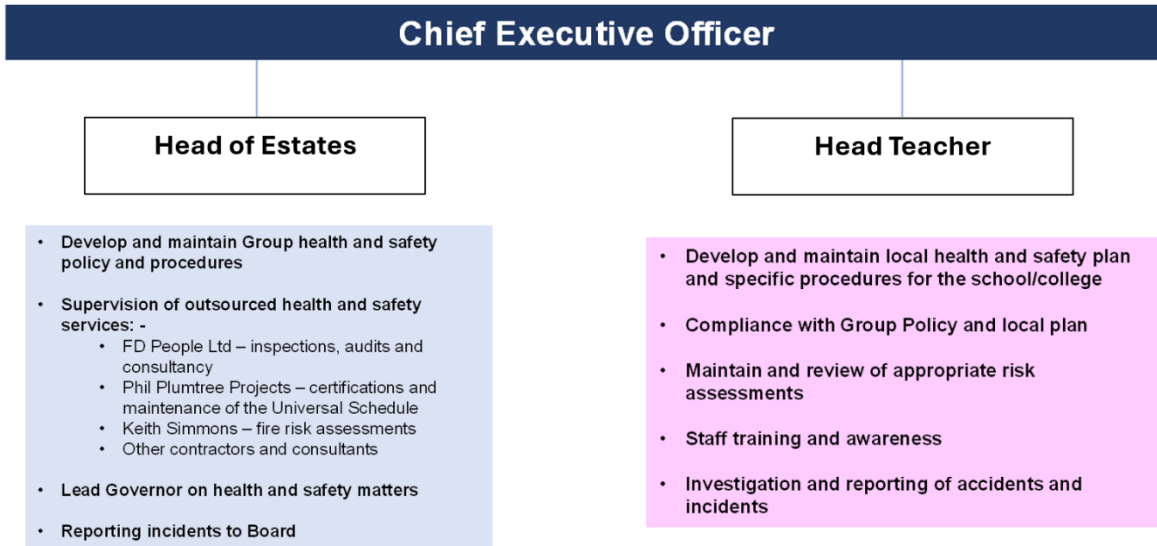 Chief Executive Officer
Head of Estates
• Develop and maintain Group health and safety
policy and procedures
• Supervision of outsourced health and safety
services: -
• FD People Ltd – inspections, audits and
consultancy
• Phil Plumtree Projects – certifications and
maintenance of the Universal Schedule
• Keith Simmons – fire risk assessments
• Other contractors and consultants
• Lead Governor on health and safety matters
• Reporting incidents to Board
Head Teacher
• Develop and maintain local health and safety plan
and specific procedures for the school/college
• Compliance with Group Policy and local plan
• Maintain and review of appropriate risk
assessments
• Staff training and awareness
• Investigation and reporting of accidents and
incidents